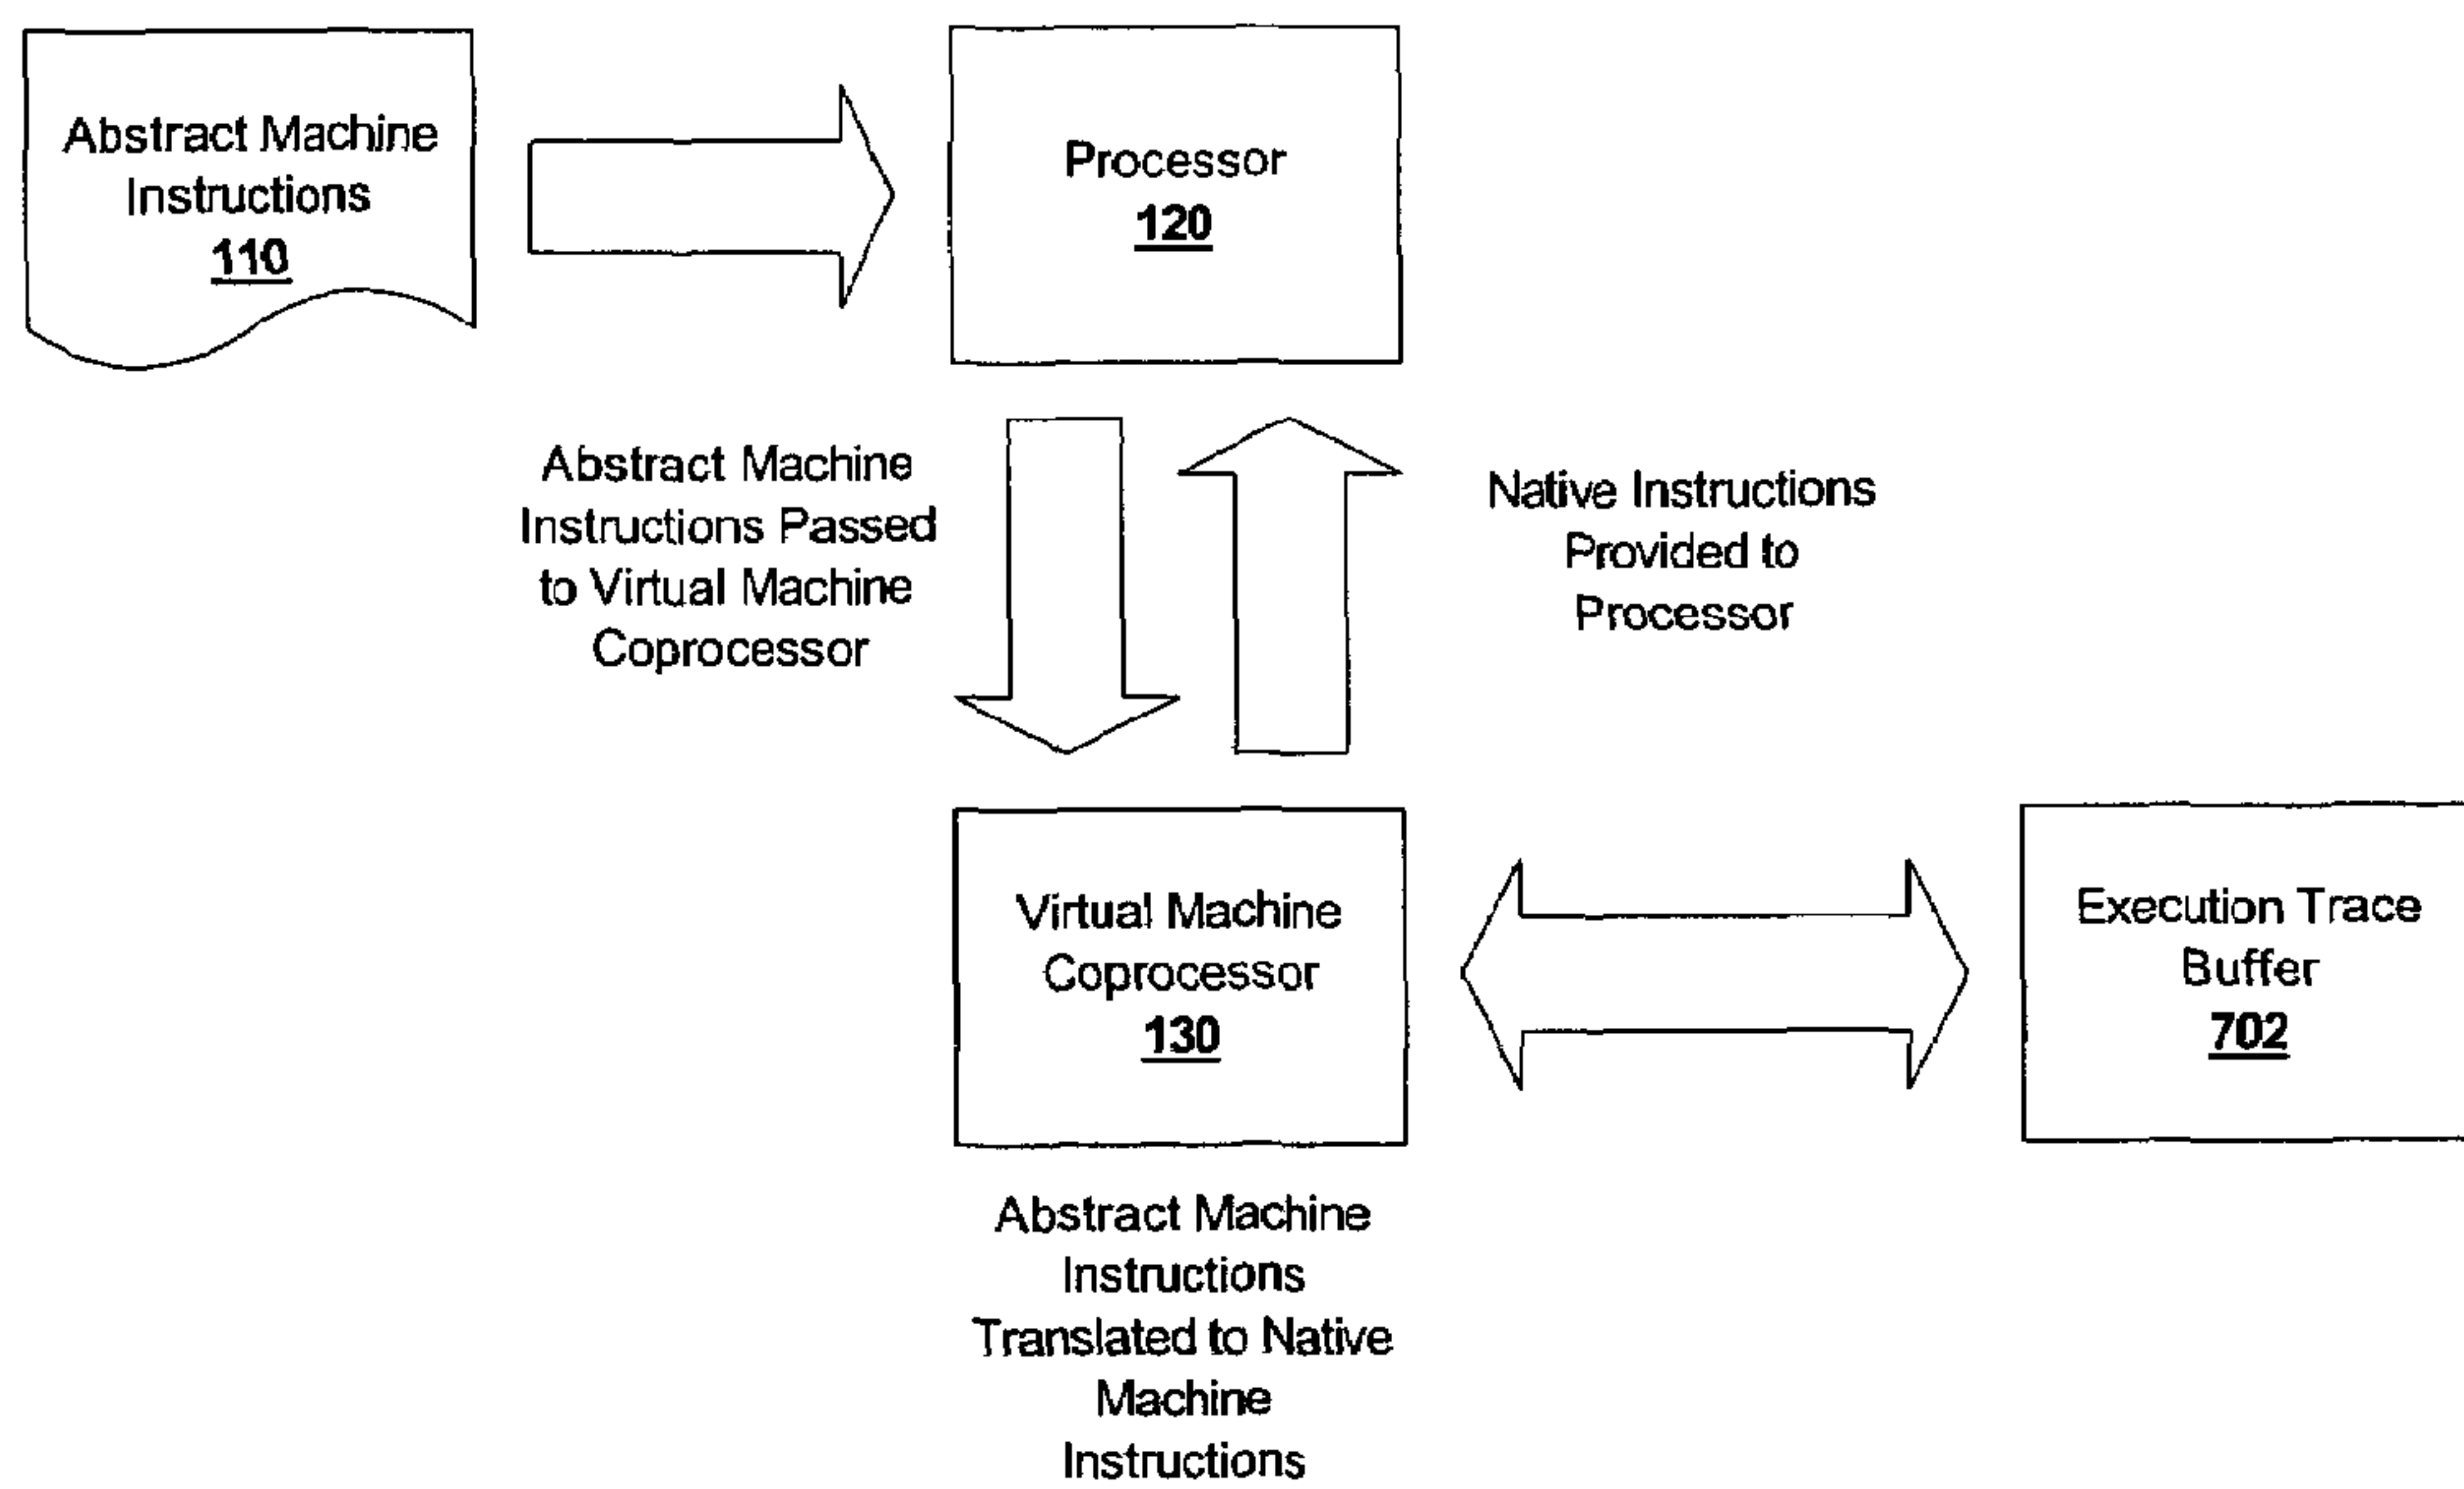 Abstract Machine
Instructions
110
Processor
120
Abstract Machine
Instructions Passed
to Virtual Machine
Coprocessor
Native Instructions
Provided to
Processor
Virtual Machine
Coprocessor
130
Execution Trace
Buffer
702
Abstract Machine
Instructions
Translated to Native
Machine
Instructions